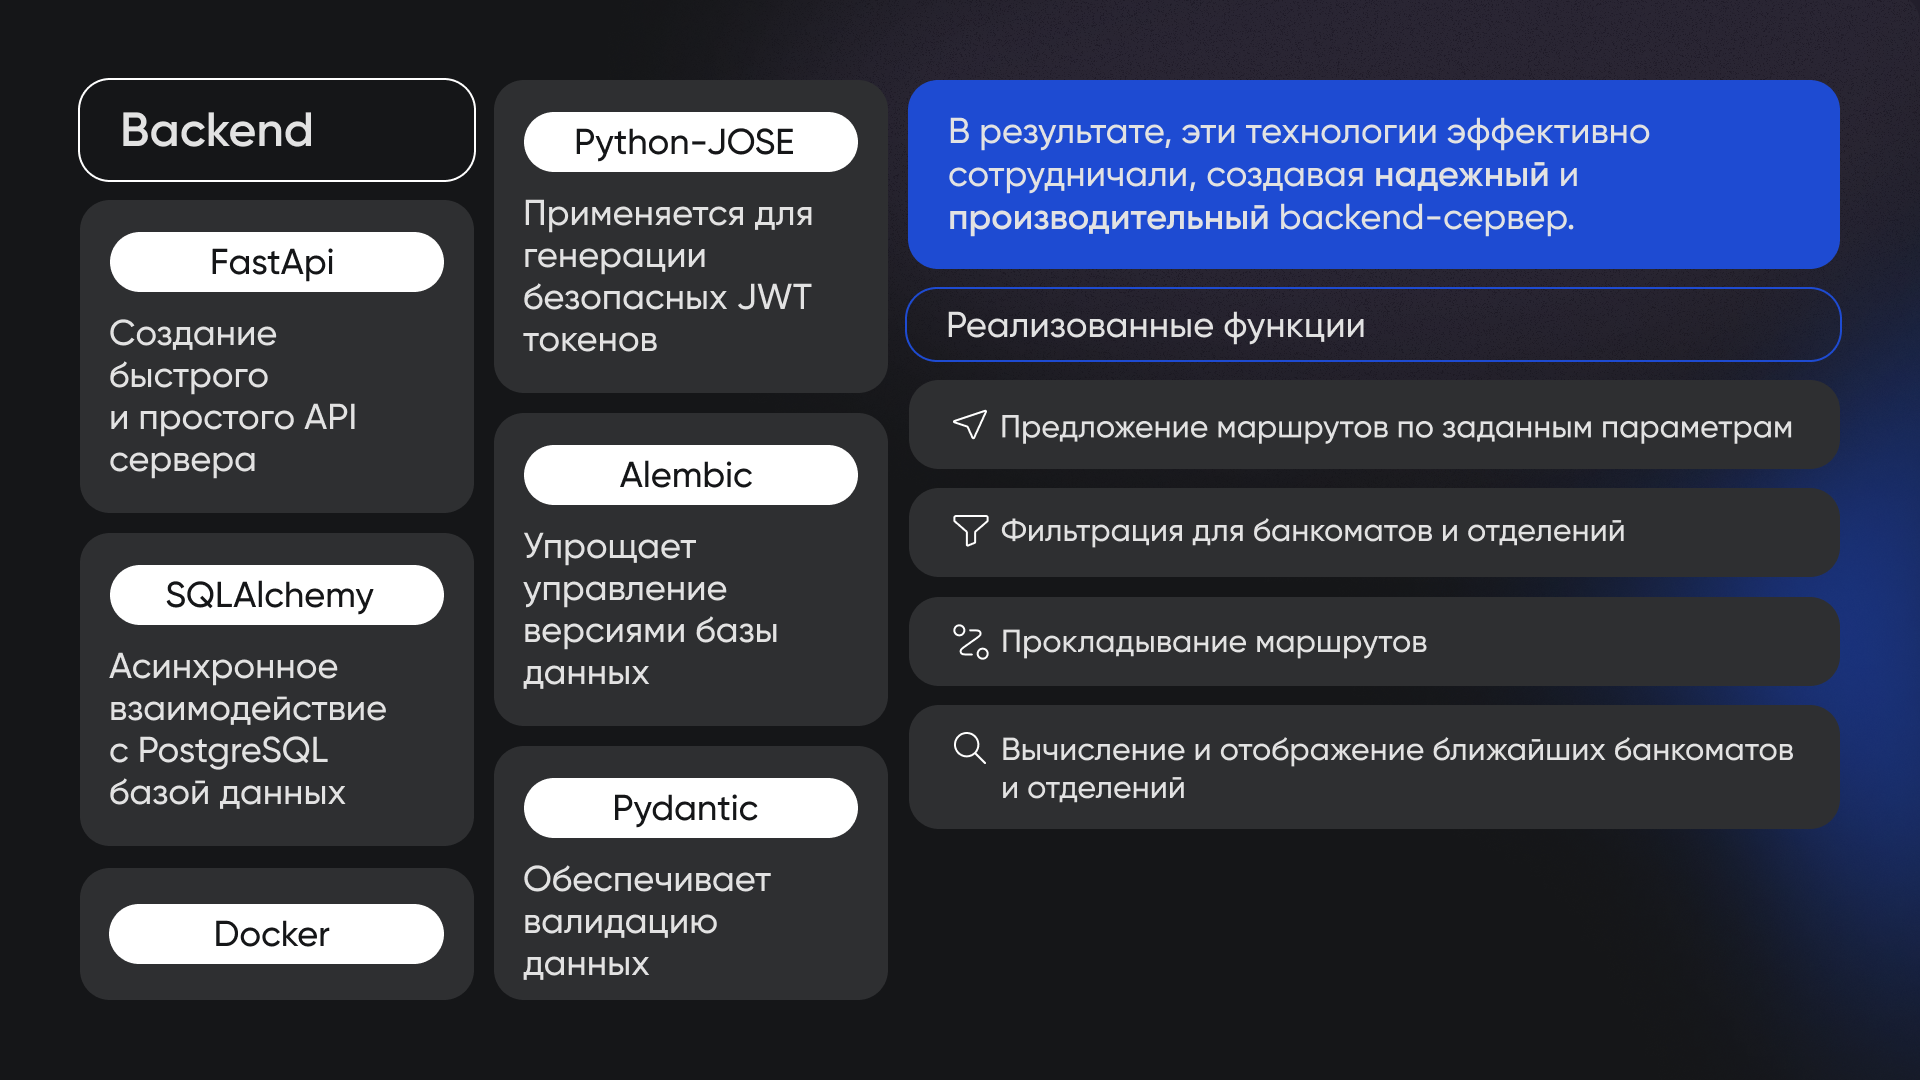 Backend
FastApi
Создание
быстрого
и простого API
сервера
SQLAlchemy
Асинхронное
взаимодействие
с PostgreSQL
базой данных
Docker
Python-JOSE
Применяется для
генерации
безопасных JWT
токенов
Alembic
Упрощает
управление
версиями базы
данных
Pydantic
Обеспечивает
валидацию
данных
В результате, эти технологии эффективно
сотрудничали, создавая надежный и
производительный backend-сервер.
Реализованные функции
Предложение маршрутов по заданным параметрам
Фильтрация для банкоматов и отделений
Прокладывание маршрутов
Вычисление и отображение ближайших банкоматов
и отделений